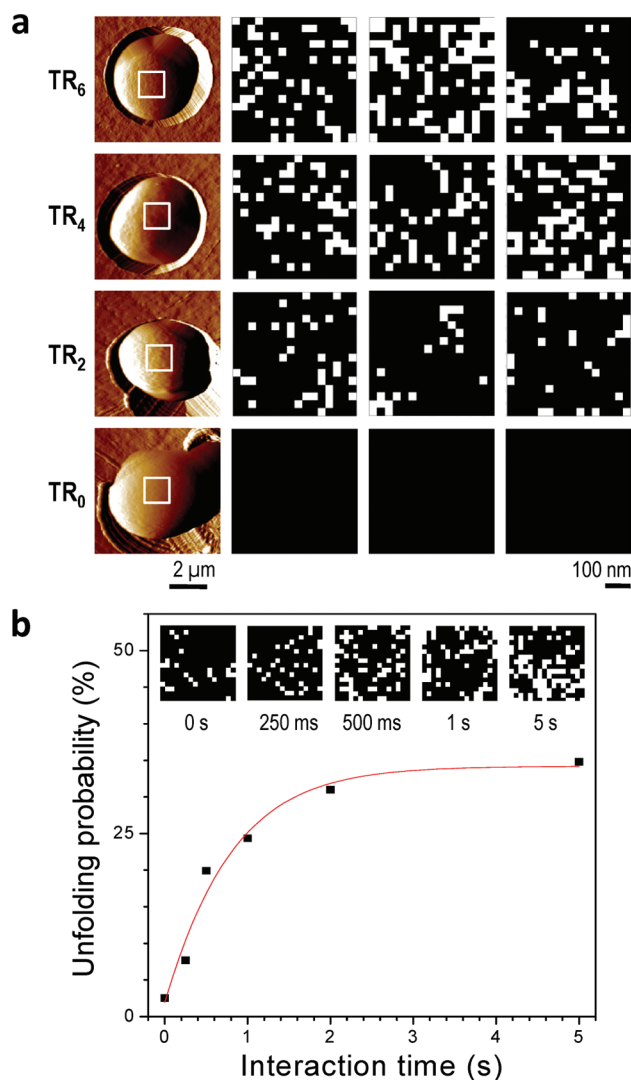 a
TR6
TR4
TR2
TR0
2 µm
100 nm
b
Unfolding probability (%)
50
25
0
0 s 250 ms 500 ms 1 s 5 s
0 1 2 3 4 5
Interaction time (s)